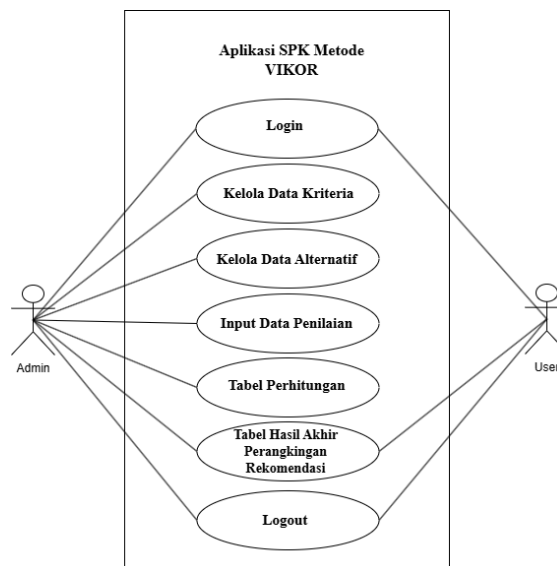 Aplikasi SPK Metode
VIKOR
Login
Kelola Data Kriteria
Kelola Data Alternatif
Input Data Penilaian
Admin
User
Tabel Perhitungan
Tabel Hasil Akhir
Perangkingan
Rekomendasi
Logout